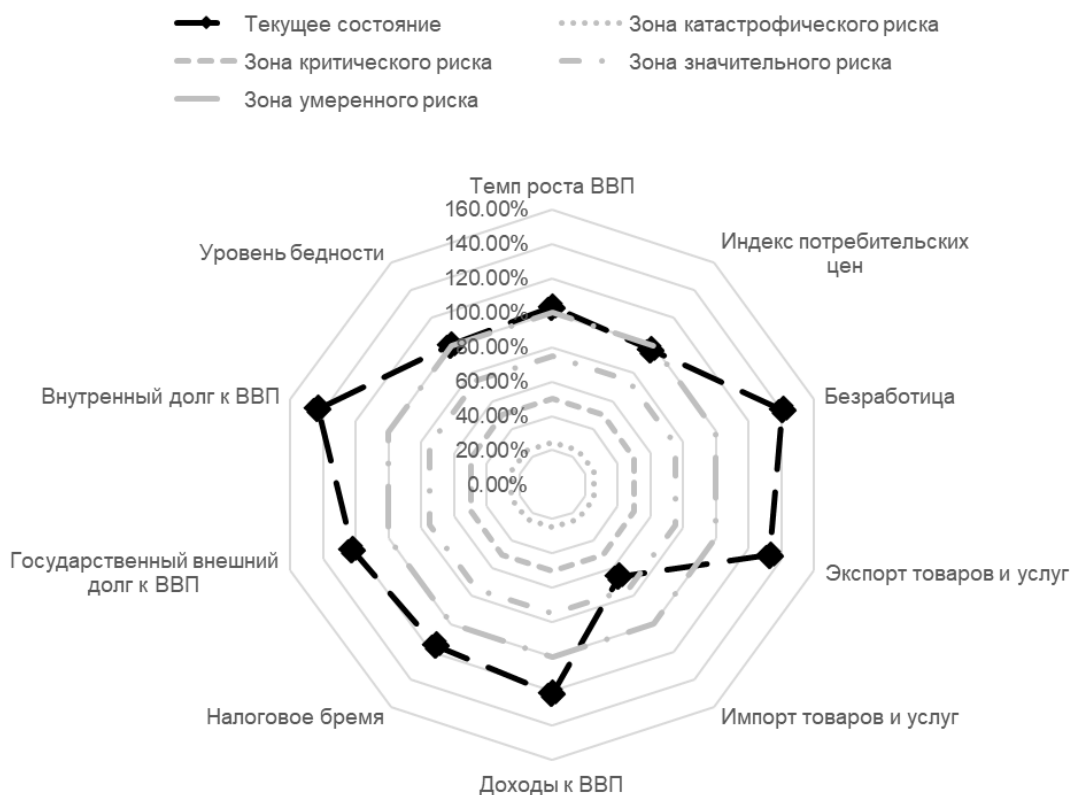 Текущее состояние
Зона катастрофического риска
Зона критического риска
Зона значительного риска
Зона умеренного риска
Темп роста ВВП
160.00%
140.00%
120.00%
100.00%
80.00%
60.00%
40.00%
20.00%
0.00%
Индекс потребительских
цен
Безработица
Экспорт товаров и услуг
Импорт товаров и услуг
Доходы к ВВП
Налоговое бремя
Государственный внешний
долг к ВВП
Внутренный долг к ВВП
Уровень бедности